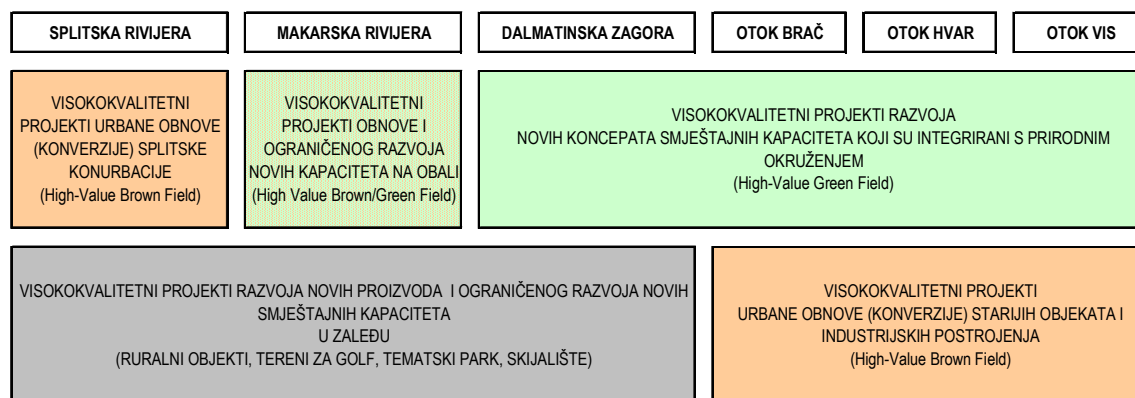 SPLITSKA RIVIJERA
MAKARSKA RIVIJERA
DALMATINSKA ZAGORA
OTOK BRAČ
OTOK HVAR
OTOK VIS
VISOKOKVALITETNI
PROJEKTI URBANE OBNOVE
(KONVERZIJE) SPLITSKE
KONURBACIJE
(High-Value Brown Field)
VISOKOKVALITETNI
PROJEKTI OBNOVE I
OGRANIČENOG RAZVOJA
NOVIH KAPACITETA NA OBALI
(High Value Brown/Green Field)
VISOKOKVALITETNI PROJEKTI RAZVOJA
NOVIH KONCEPATA SMJEŠTAJNIH KAPACITETA KOJI SU INTEGRIRANI S PRIRODNIM
OKRUŽENJEM
(High-Value Green Field)
VISOKOKVALITETNI PROJEKTI RAZVOJA NOVIH PROIZVODA I OGRANIČENOG RAZVOJA NOVIH
SMJEŠTAJNIH KAPACITETA
U ZALEĐU
(RURALNI OBJEKTI, TERENI ZA GOLF, TEMATSKI PARK, SKIJALIŠTE)
VISOKOKVALITETNI PROJEKTI
URBANE OBNOVE (KONVERZIJE) STARIJIH OBJEKATA I
INDUSTRIJSKIH POSTROJENJA
(High-Value Brown Field)